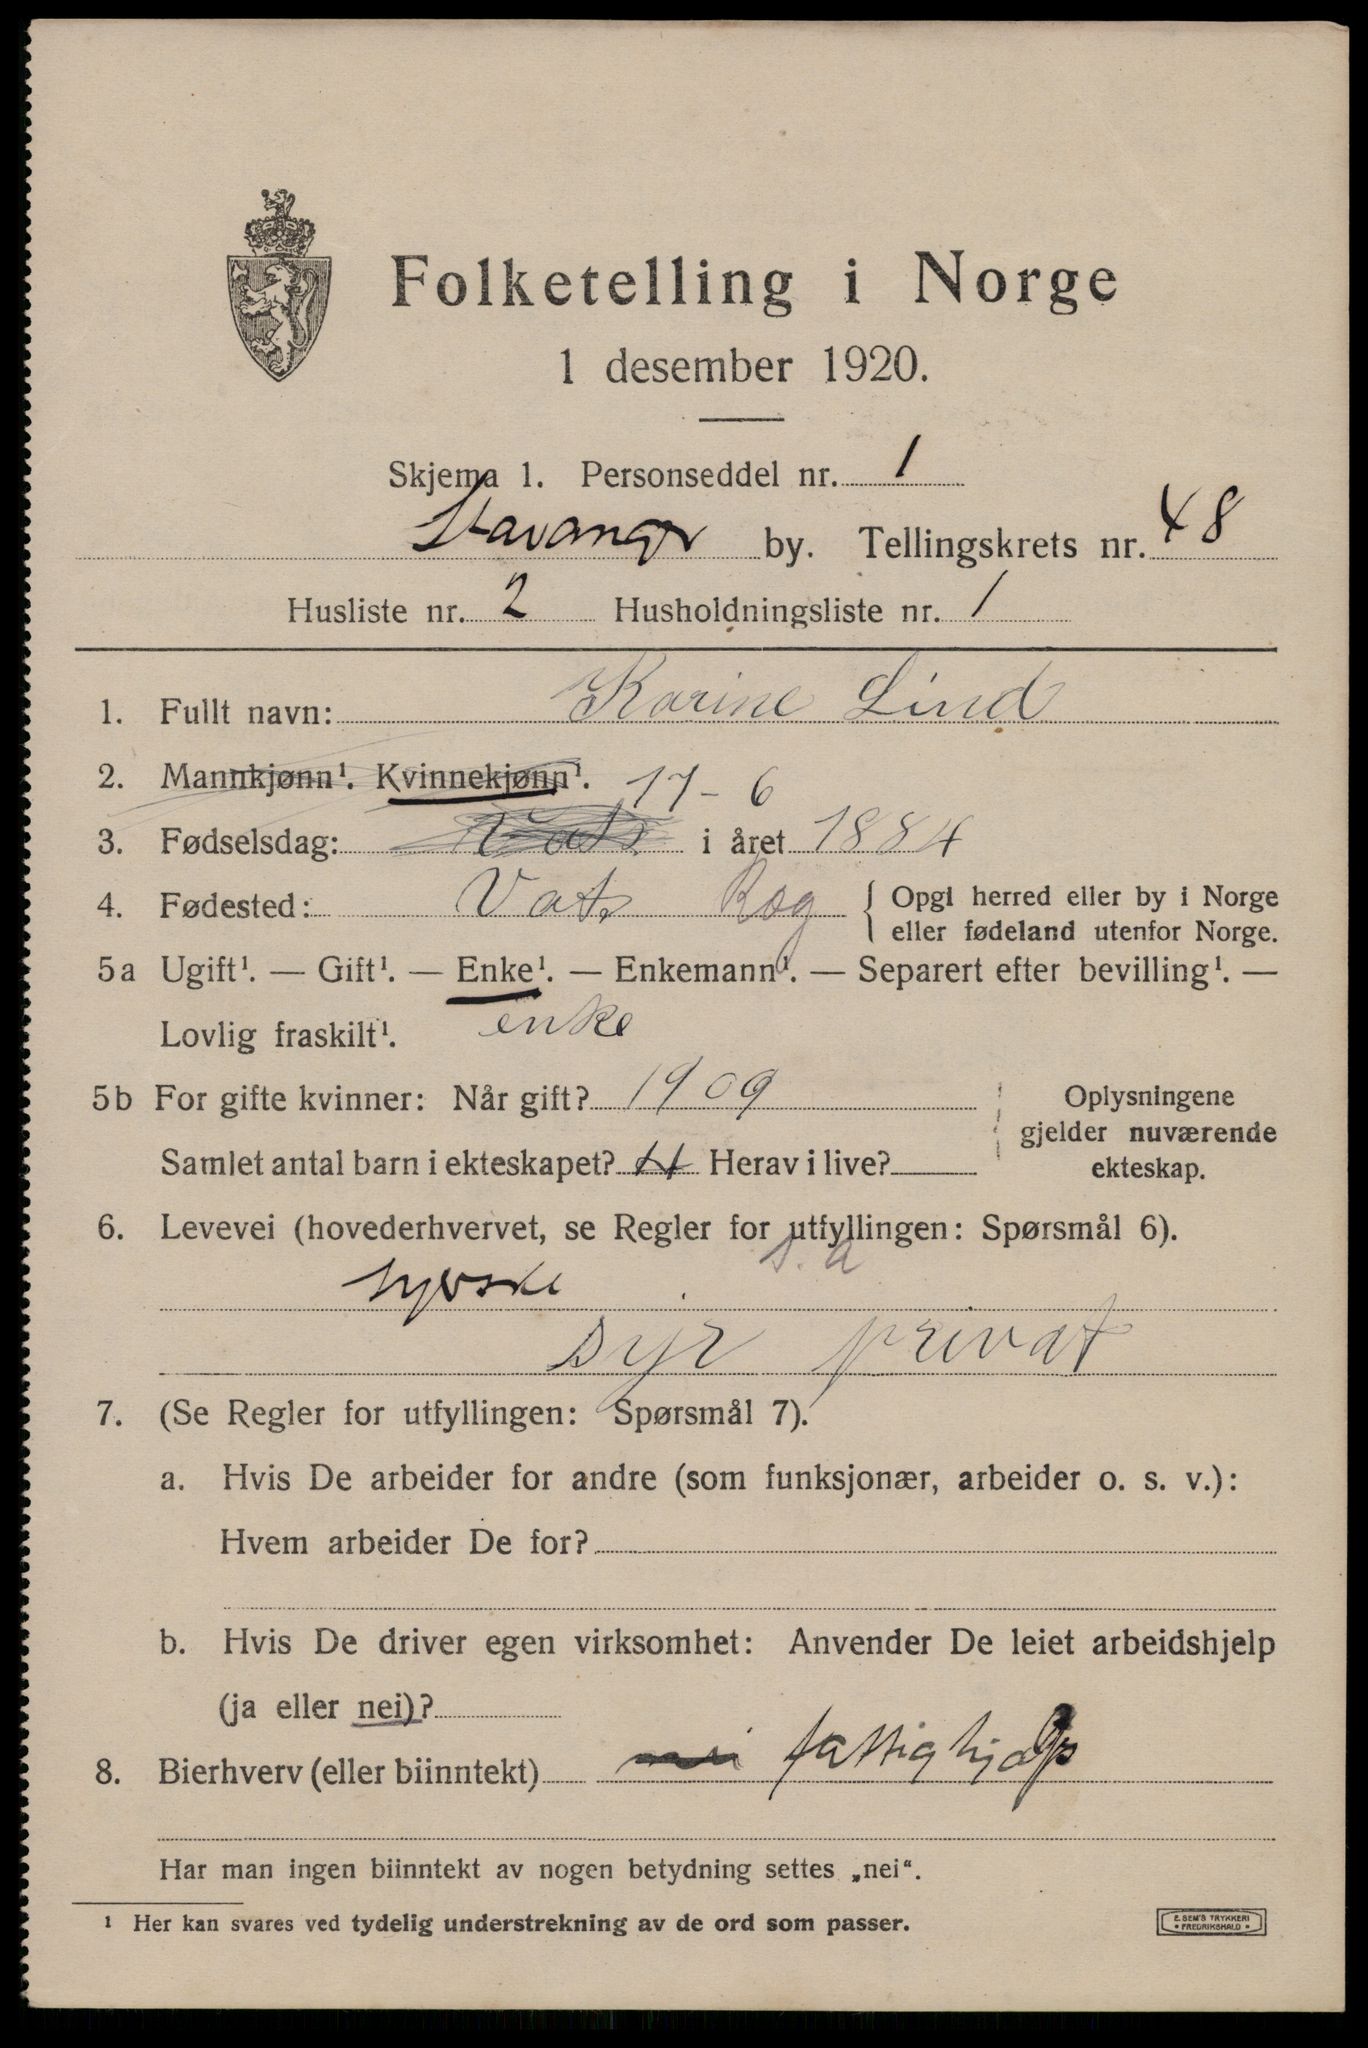 Folketelling i Norge
1 desember 1920.
Skjema 1. Personseddel nr. 1
Stavanger by. Tellingskrets nr. 48
Husliste nr. 2 Husholdningsliste nr. 1
1. Fullt navn: Karine Lind
2. Mannkjønn¹. Kvinnekjønn¹. 17-6
3. Fødselsdag: Vats i året 1884
4. Fødested: Vats Rog { Opgi herred eller by i Norge
eller fødeland utenfor Norge.
5a Ugift¹. — Gift¹. — Enke¹. — Enkemann¹. — Separert efter bevilling¹. —
Lovlig fraskilt¹. enke
5b For gifte kvinner: Når gift? 1909 Oplysningene
gjelder nuværende
Samlet antal barn i ekteskapet? 4 Herav i live?
ekteskap.
6. Levevei (hovederhvervet, se Regler for utfyllingen: Spørsmål 6).
s.a
syerske
syr privat
7. (Se Regler for utfyllingen: Spørsmål 7).
a. Hvis De arbeider for andre (som funksjonær, arbeider o. s. v.):
Hvem arbeider De for?
b. Hvis De driver egen virksomhet: Anvender De leiet arbeidshjelp
(ja eller nei)?
8. Bierhverv (eller biinntekt) nei fattighjælp
Har man ingen biinntekt av nogen betydning settes „nei“.
¹ Her kan svares ved tydelig understrekning av de ord som passer.
E. SEM'S TRYKKERI
• FREDRIKSHALD •